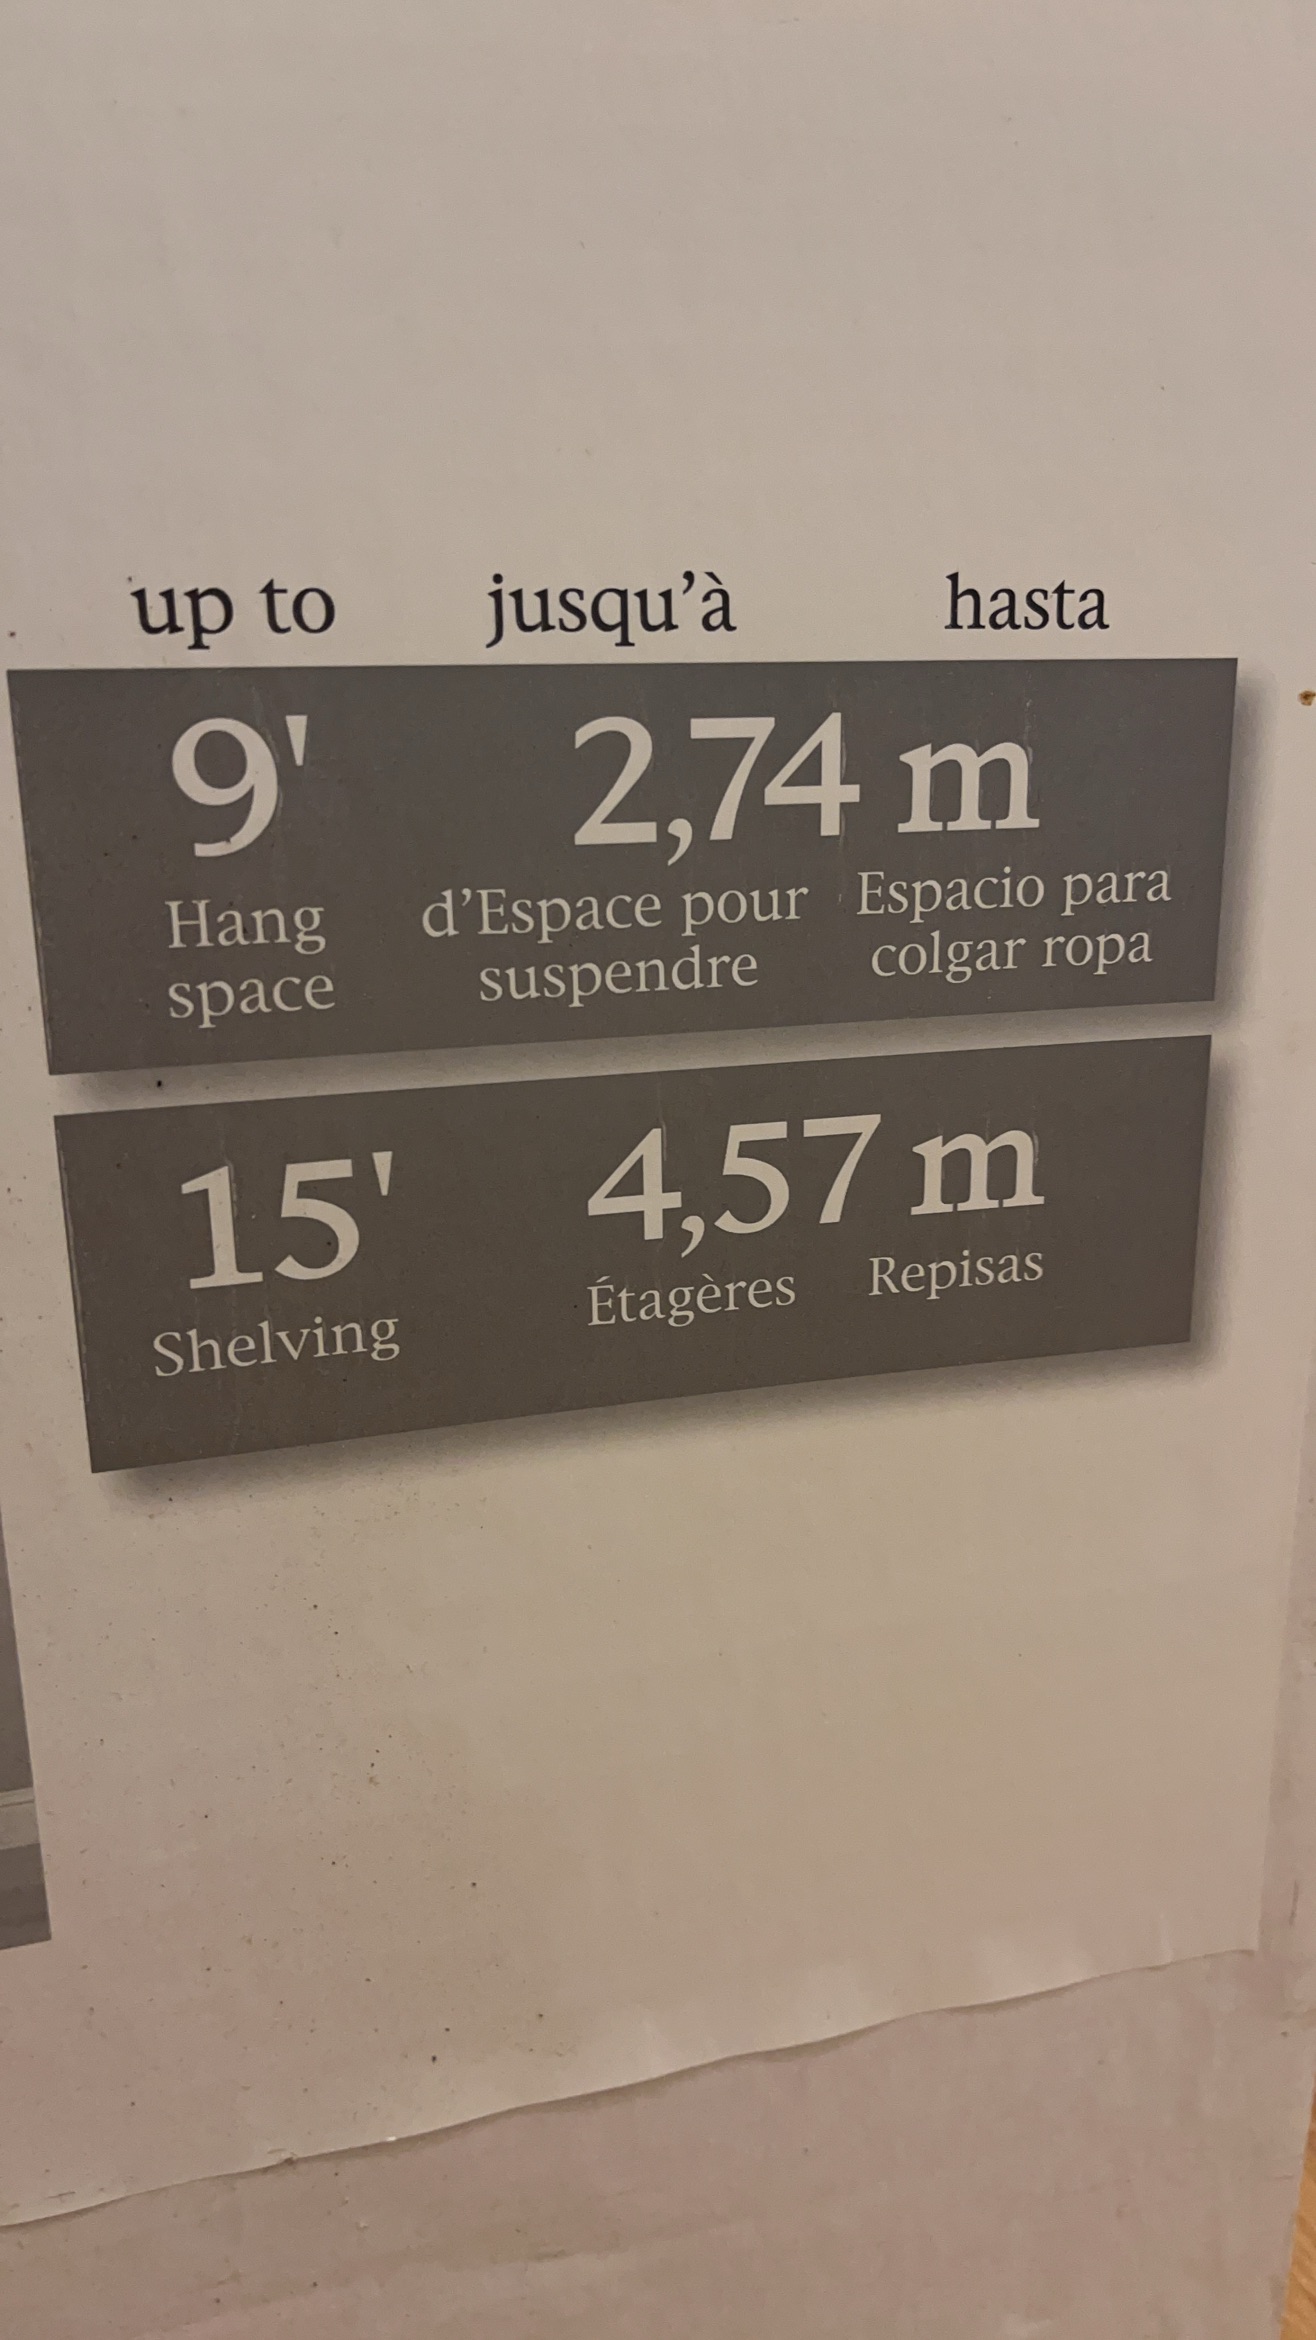 up to jusqu’à hasta
9' 2,74 m
Hang space d’Espace pour suspendre Espacio para colgar ropa
15' 4,57 m
Shelving Étagères Repisas